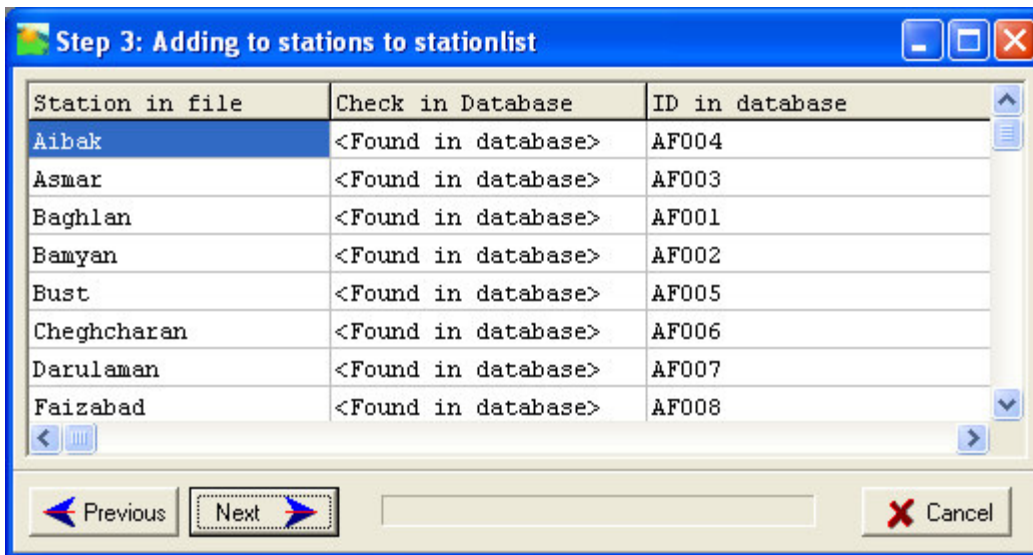 Step 3: Adding to stations to stationlist
Station in file Check in Database ID in database
Aibak <Found in database> AF004
Asmar <Found in database> AF003
Baghlan <Found in database> AF001
Bamyan <Found in database> AF002
Bust <Found in database> AF005
Cheghcharan <Found in database> AF006
Darulaman <Found in database> AF007
Faizabad <Found in database> AF008
Previous Next Cancel